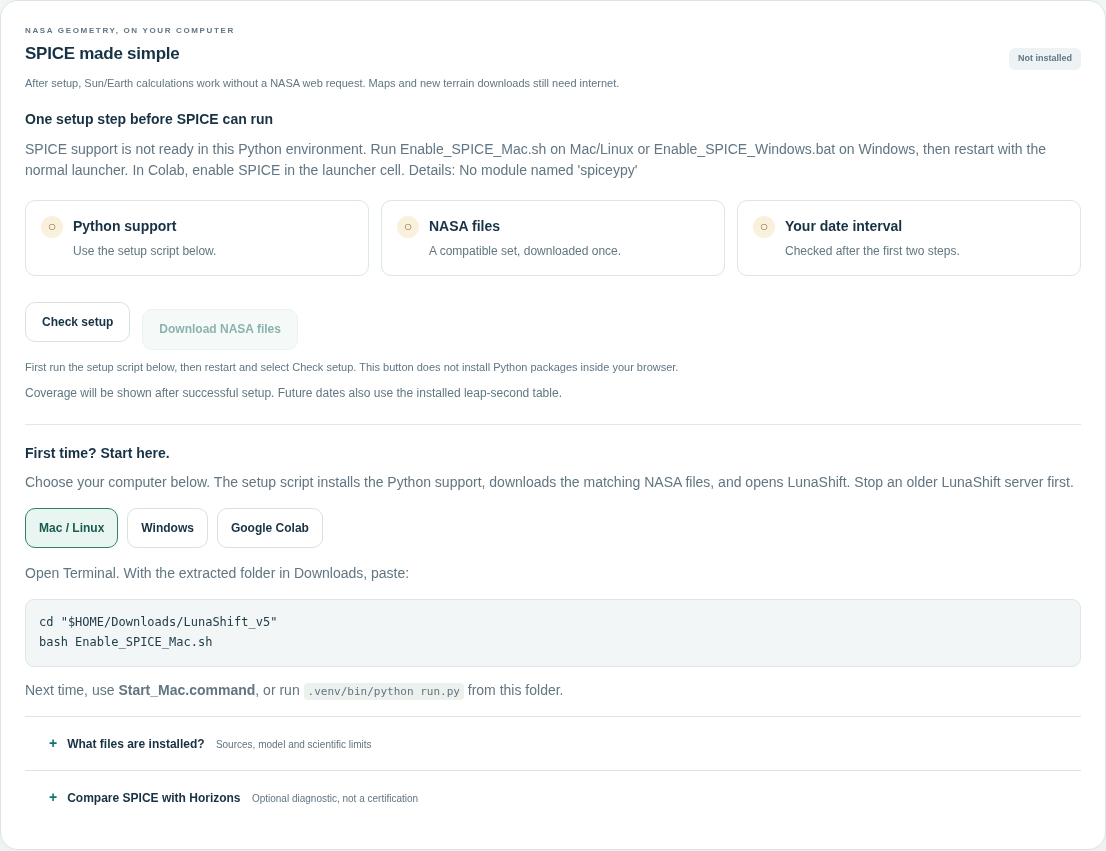 NASA GEOMETRY, ON YOUR COMPUTER
SPICE made simple
Not installed
After setup, Sun/Earth calculations work without a NASA web request. Maps and new terrain downloads still need internet.
One setup step before SPICE can run
SPICE support is not ready in this Python environment. Run Enable_SPICE_Mac.sh on Mac/Linux or Enable_SPICE_Windows.bat on Windows, then restart with the
normal launcher. In Colab, enable SPICE in the launcher cell. Details: No module named 'spiceypy'
Python support
Use the setup script below.
NASA files
A compatible set, downloaded once.
Your date interval
Checked after the first two steps.
Check setup
Download NASA files
First run the setup script below, then restart and select Check setup. This button does not install Python packages inside your browser.
Coverage will be shown after successful setup. Future dates also use the installed leap-second table.
First time? Start here.
Choose your computer below. The setup script installs the Python support, downloads the matching NASA files, and opens LunaShift. Stop an older LunaShift server first.
Mac / Linux
Windows
Google Colab
Open Terminal. With the extracted folder in Downloads, paste:
cd "$HOME/Downloads/LunaShift_v5"
bash Enable_SPICE_Mac.sh
Next time, use Start_Mac.command, or run .venv/bin/python run.py from this folder.
+ What files are installed? Sources, model and scientific limits
+ Compare SPICE with Horizons Optional diagnostic, not a certification